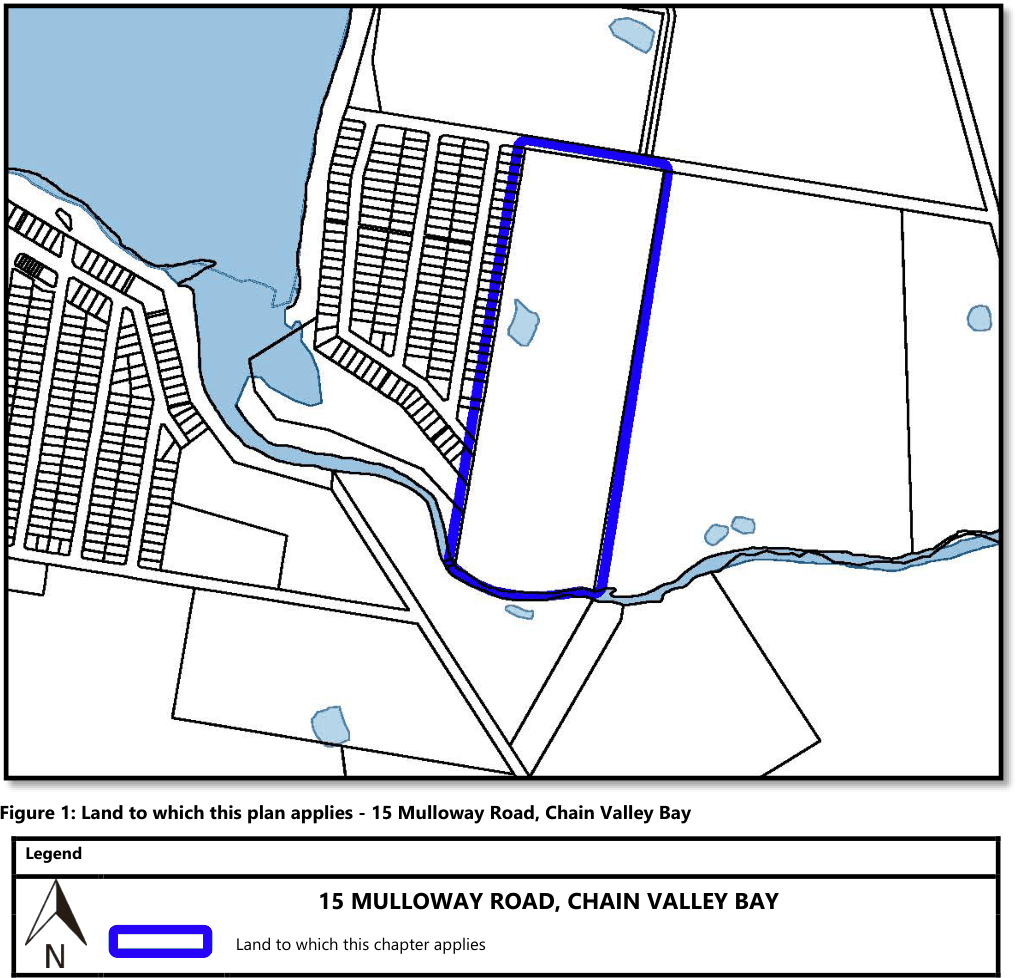 Figure 1: Land to which this plan applies - 15 Mulloway Road, Chain Valley Bay
Legend
15 MULLOWAY ROAD, CHAIN VALLEY BAY
Land to which this chapter applies
N